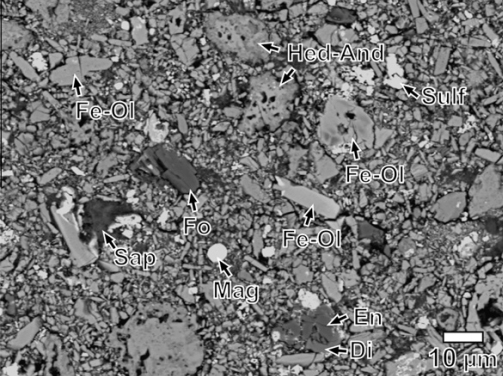 Hed-And
Fe-Ol
Sulf
Fe-Ol
Fo
Fe-Ol
Sap
Mag
En
Di
10 µm